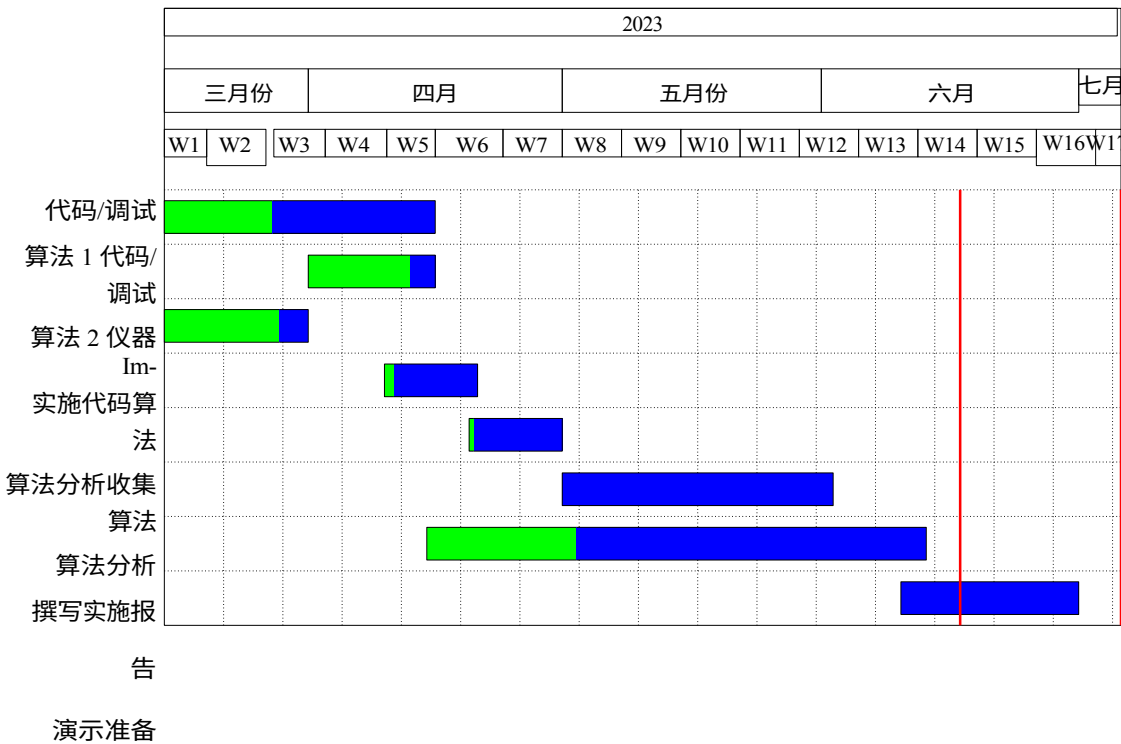 2023
三月份 四月 五月份 六月 七月
W1 W2 W3 W4 W5 W6 W7 W8 W9 W10 W11 W12 W13 W14 W15 W16 W17
代码/调试
算法 1 代码/
调试
算法 2 仪器
Im-
实施代码算
法
算法分析收集
算法
算法分析
撰写实施报
告
演示准备